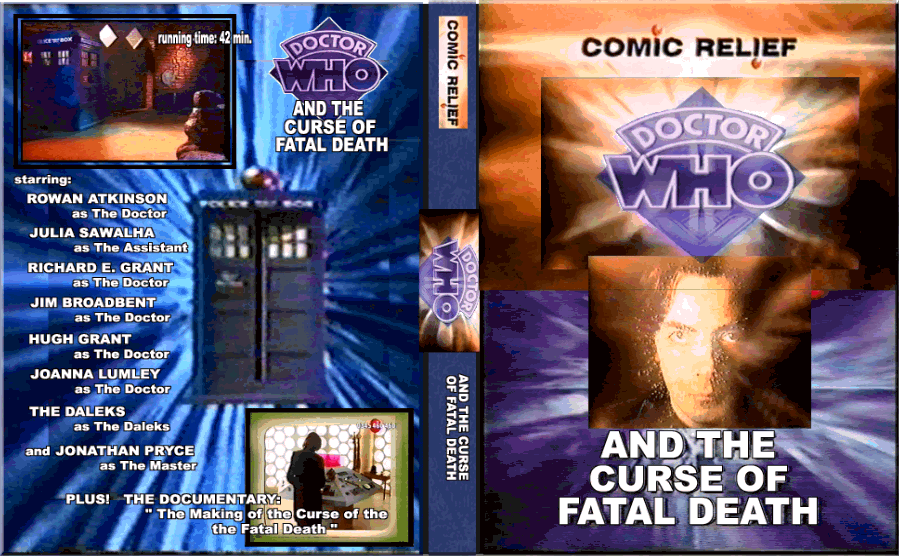 running time: 42 min.
DOCTOR
WHO
AND THE
CURSE OF
FATAL DEATH
starring:
ROWAN ATKINSON
as The Doctor
JULIA SAWALHA
as The Assistant
RICHARD E. GRANT
as The Doctor
JIM BROADBENT
as The Doctor
HUGH GRANT
as The Doctor
JOANNA LUMLEY
as The Doctor
THE DALEKS
as The Daleks
and JONATHAN PRYCE
as The Master
PLUS! THE DOCUMENTARY:
" The Making of the Curse of the
the Fatal Death."
POLICE BOX
COMIC RELIEF
DOCTOR
WHO
AND THE CURSE
OF FATAL DEATH
COMIC RELIEF
DOCTOR
WHO
AND THE
CURSE OF
FATAL DEATH